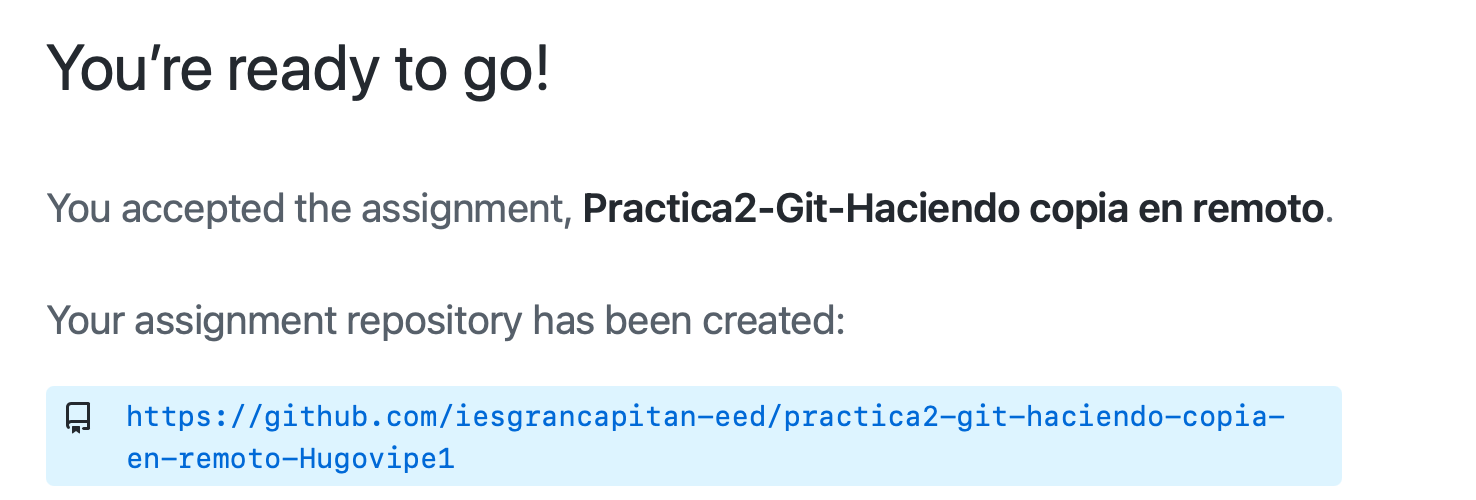 You’re ready to go!
You accepted the assignment, Practica2-Git-Haciendo copia en remoto.
Your assignment repository has been created:
https://github.com/iesgrancapitan-eed/practica2-git-haciendo-copia-
en-remoto-Hugovipe1